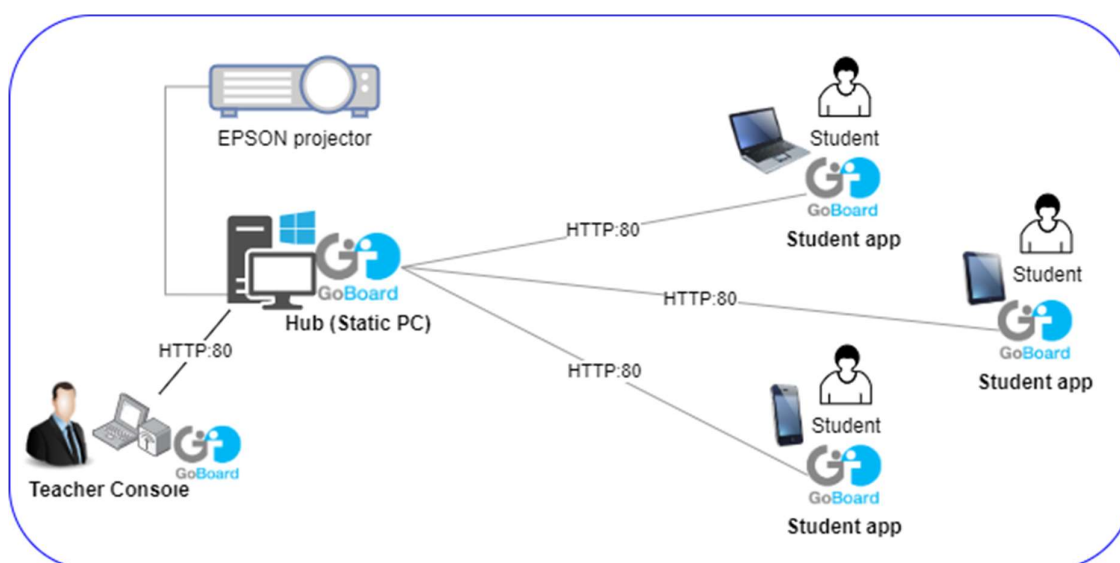 EPSON projector
Student
GoBoard
Student app
HTTP:80
Student
GoBoard
Student app
HTTP:80
GoBoard
Hub (Static PC)
HTTP:80
HTTP:80
Student
GoBoard
Student app
GoBoard
Teacher Console